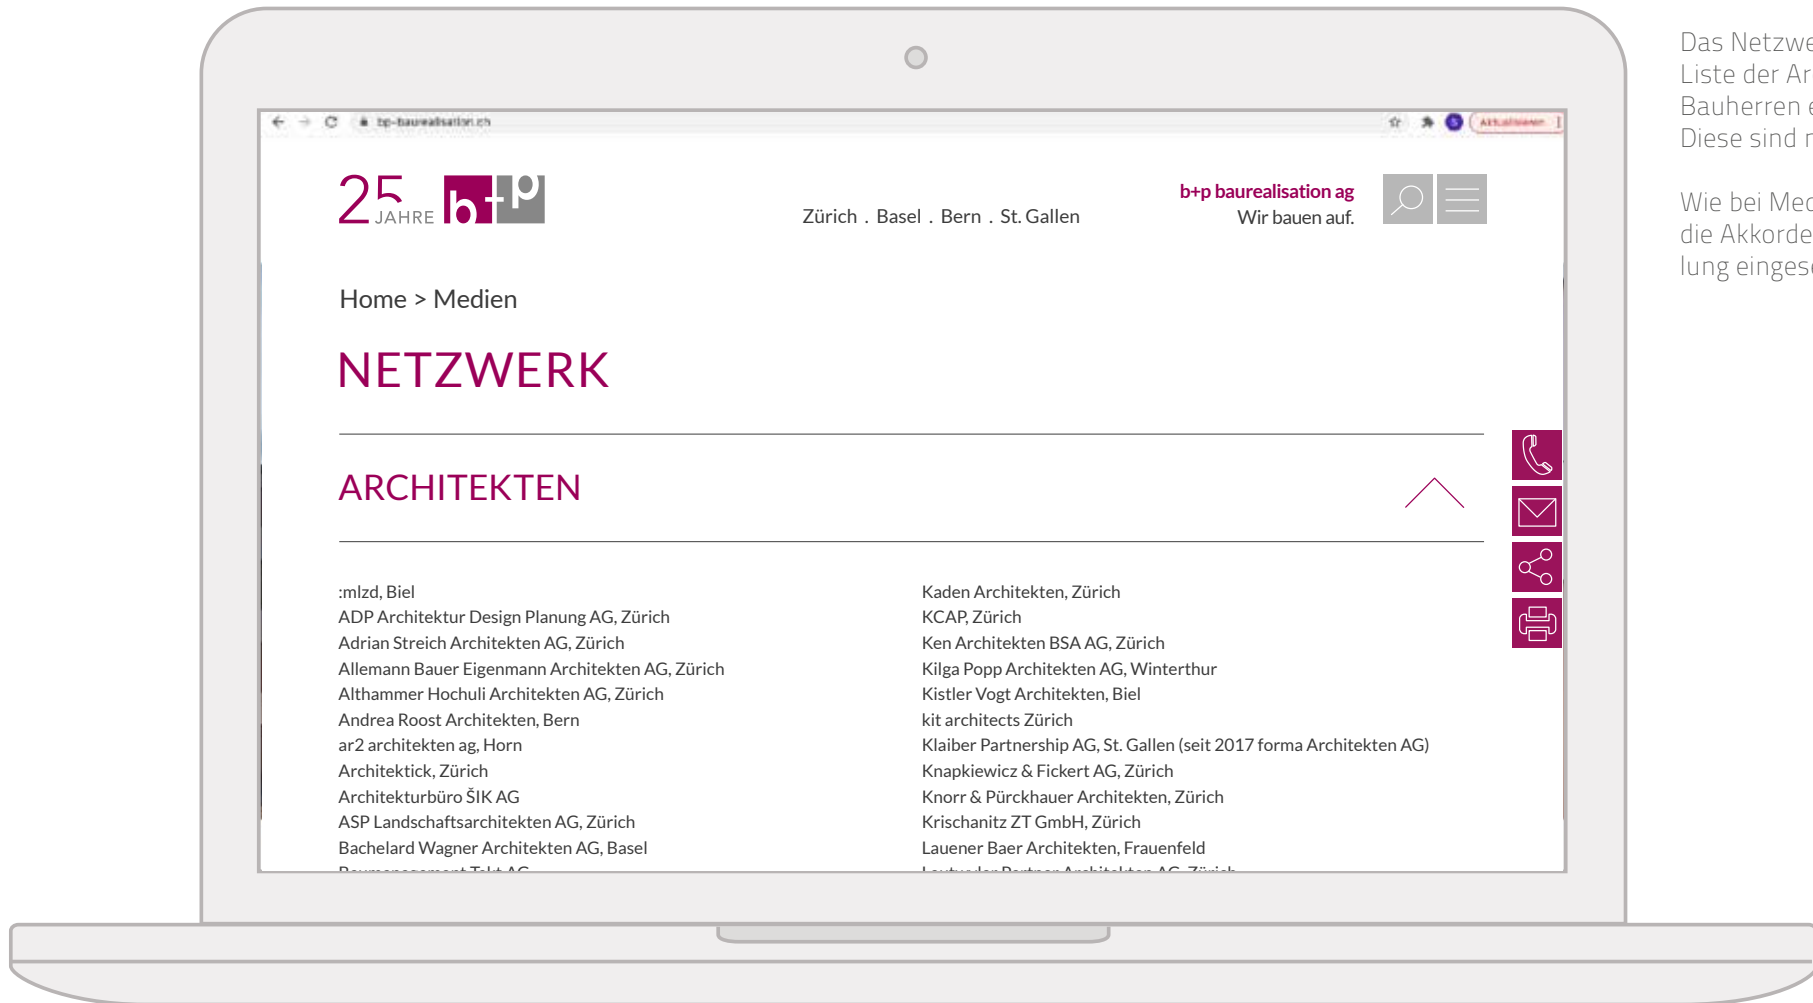 bp-baurealisation.ch
S
Aktualisieren
25 JAHRE b+p
Zürich . Basel . Bern . St. Gallen
b+p baurealisation ag
Wir bauen auf.
Home > Medien
NETZWERK
ARCHITEKTEN
:mlzd, Biel
ADP Architektur Design Planung AG, Zürich
Adrian Streich Architekten AG, Zürich
Allemann Bauer Eigenmann Architekten AG, Zürich
Althammer Hochuli Architekten AG, Zürich
Andrea Roost Architekten, Bern
ar2 architekten ag, Horn
Architektick, Zürich
Architekturbüro ŠIK AG
ASP Landschaftsarchitekten AG, Zürich
Bachelard Wagner Architekten AG, Basel
Kaden Architekten, Zürich
KCAP, Zürich
Ken Architekten BSA AG, Zürich
Kilga Popp Architekten AG, Winterthur
Kistler Vogt Architekten, Biel
kit architects Zürich
Klaiber Partnership AG, St. Gallen (seit 2017 forma Architekten AG)
Knapkiewicz & Fickert AG, Zürich
Knorr & Pürckhauer Architekten, Zürich
Krischanitz ZT GmbH, Zürich
Lauener Baer Architekten, Frauenfeld
Das Netzwe
Liste der Ar
Bauherren e
Diese sind r
Wie bei Med
die Akkorde
lung eingese